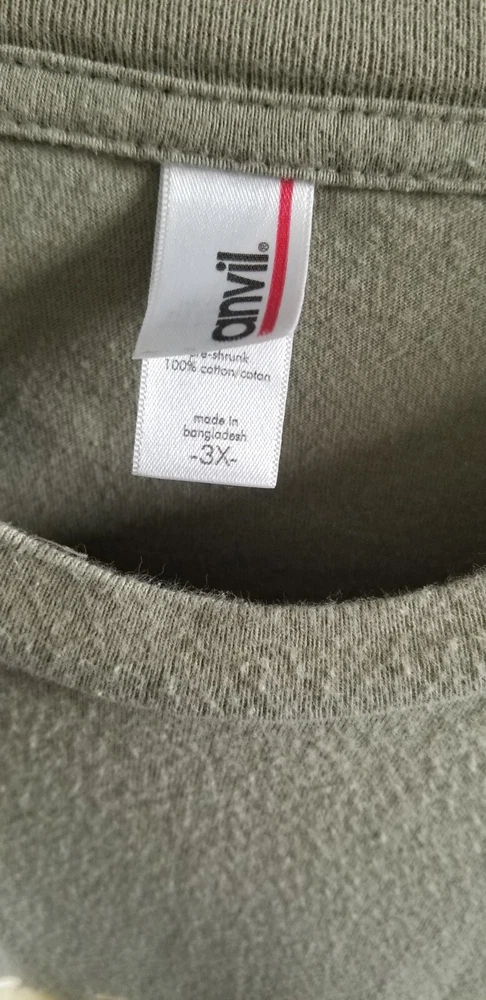 anvil®
pre-shrunk
100% cotton/coton
made in
bangladesh
-3X-